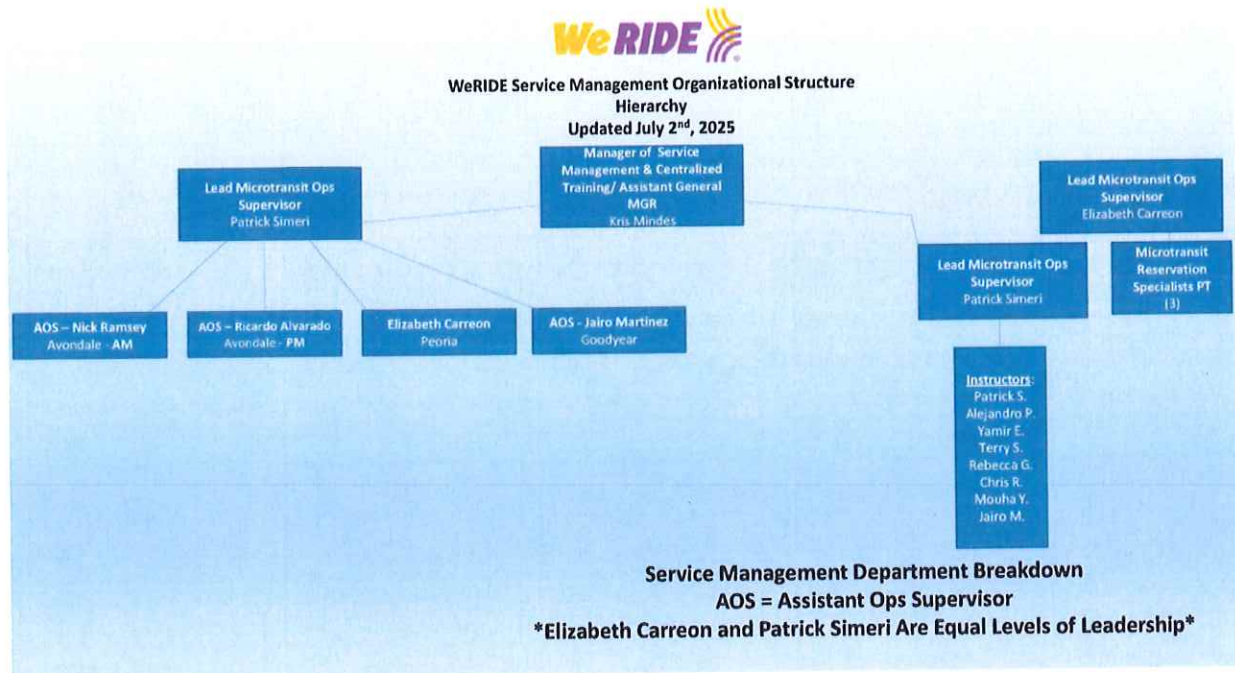 We RIDE
WeRIDE Service Management Organizational Structure
Hierarchy
Updated July 2nd, 2025
Manager of Service
Management & Centralized
Training/ Assistant General
MGR
Kris Mindes
Lead Microtransit Ops
Supervisor
Patrick Simeri
Lead Microtransit Ops
Supervisor
Elizabeth Carreon
Lead Microtransit Ops
Supervisor
Patrick Simeri
Microtransit
Reservation
Specialists PT
(3)
AOS – Nick Ramsey
Avondale - AM
AOS – Ricardo Alvarado
Avondale - PM
Elizabeth Carreon
Peoria
AOS - Jairo Martinez
Goodyear
Instructors:
Patrick S.
Alejandro P.
Yamir E.
Terry S.
Rebecca G.
Chris R.
Mouha Y.
Jairo M.
Service Management Department Breakdown
AOS = Assistant Ops Supervisor
*Elizabeth Carreon and Patrick Simeri Are Equal Levels of Leadership*